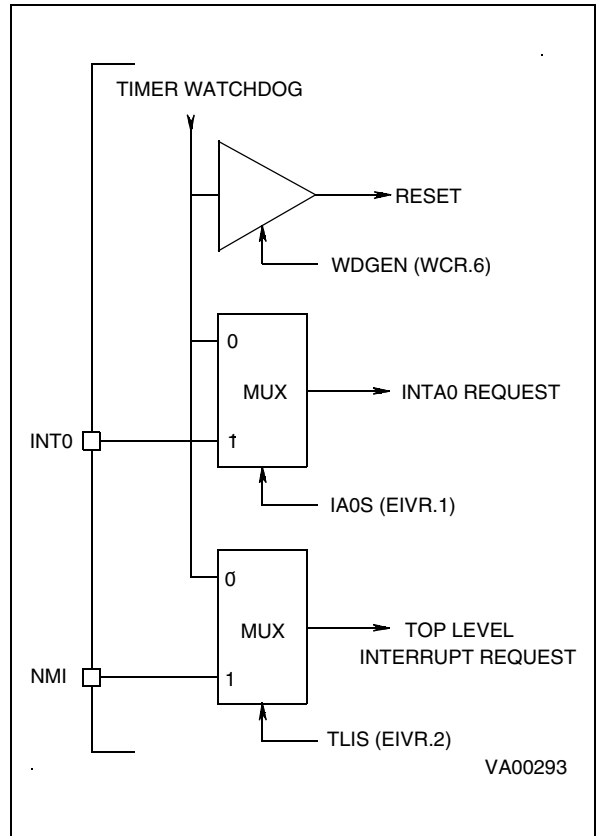 TIMER WATCHDOG
RESET
WDGEN (WCR.6)
0
MUX
INTA0 REQUEST
INT0
1
IA0S (EIVR.1)
0
MUX
TOP LEVEL
INTERRUPT REQUEST
NMI
1
TLIS (EIVR.2)
VA00293